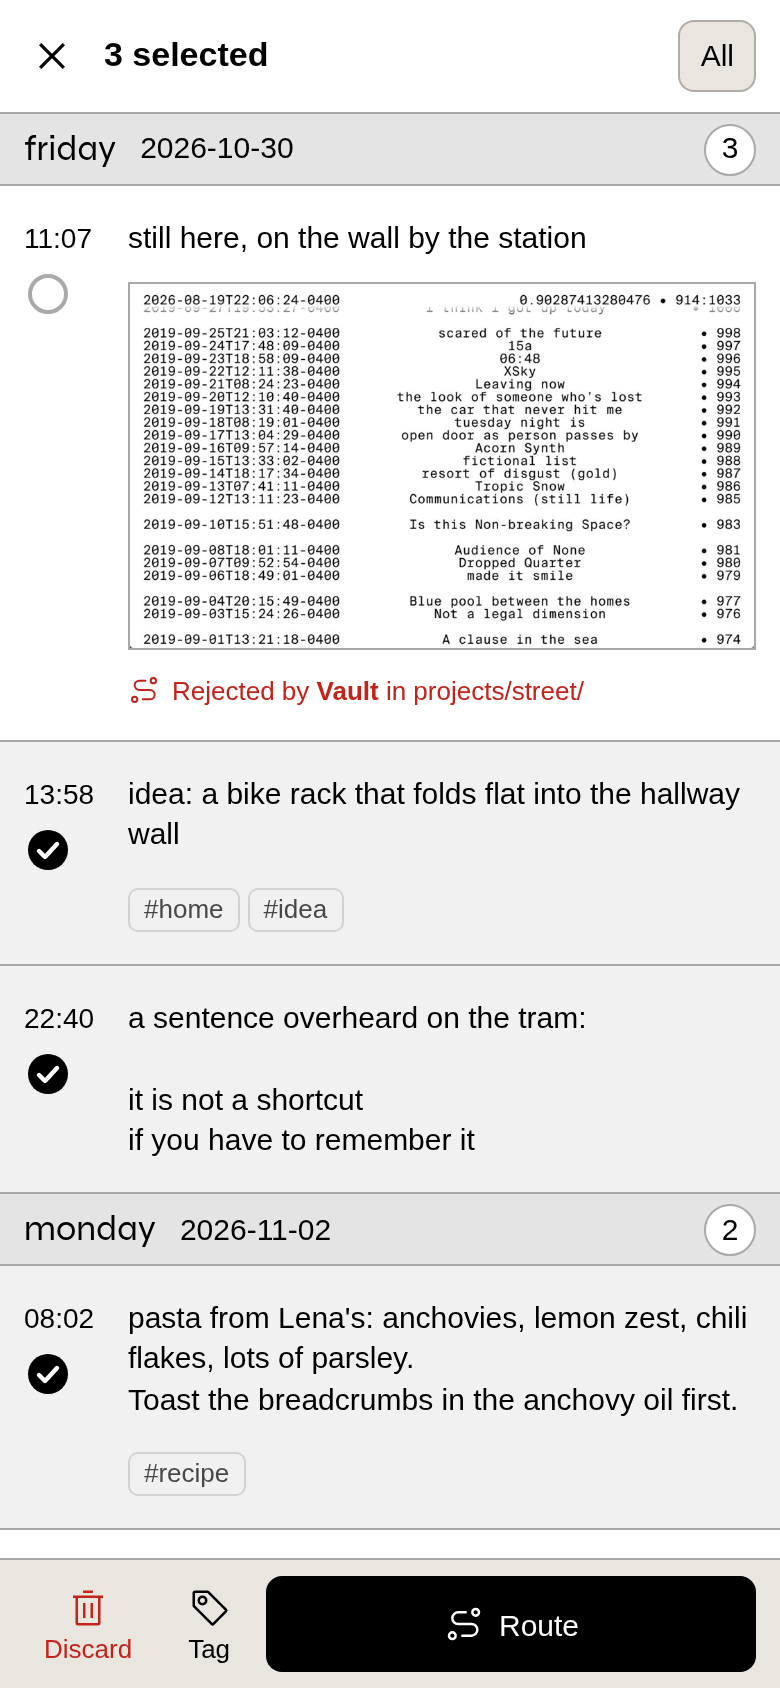 3 selected
All
friday 2026-10-30 3
11:07 still here, on the wall by the station
2026-08-19T22:06:24-0400 0.90287413280476 • 914:1033
i think i got up today • 1000
2019-09-25T21:03:12-0400 scared of the future • 998
2019-09-24T17:48:09-0400 15a • 997
2019-09-23T18:58:09-0400 06:48 • 996
2019-09-22T12:11:38-0400 XSky • 995
2019-09-21T08:24:23-0400 Leaving now • 994
2019-09-20T12:10:40-0400 the look of someone who's lost • 993
2019-09-19T13:31:40-0400 the car that never hit me • 992
2019-09-18T08:19:01-0400 tuesday night is • 991
2019-09-17T13:04:29-0400 open door as person passes by • 990
2019-09-16T09:57:14-0400 Acorn Synth • 989
2019-09-15T13:33:02-0400 fictional list • 988
2019-09-14T18:17:34-0400 resort of disgust (gold) • 987
2019-09-13T07:41:11-0400 Tropic Snow • 986
2019-09-12T13:11:23-0400 Communications (still life) • 985
2019-09-10T15:51:48-0400 Is this Non-breaking Space? • 983
2019-09-08T18:01:11-0400 Audience of None • 981
2019-09-07T09:52:54-0400 Dropped Quarter • 980
2019-09-06T18:49:01-0400 made it smile • 979
2019-09-04T20:15:49-0400 Blue pool between the homes • 977
2019-09-03T15:24:26-0400 Not a legal dimension • 976
2019-09-01T13:21:18-0400 A clause in the sea • 974
Rejected by Vault in projects/street/
13:58 idea: a bike rack that folds flat into the hallway
wall
#home #idea
22:40 a sentence overheard on the tram:
it is not a shortcut
if you have to remember it
monday 2026-11-02 2
08:02 pasta from Lena's: anchovies, lemon zest, chili
flakes, lots of parsley.
Toast the breadcrumbs in the anchovy oil first.
#recipe
Discard
Tag
Route